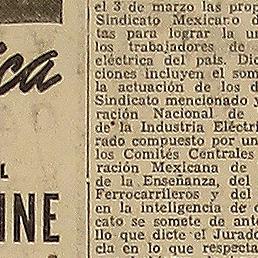 el 3 de marzo las prop
Sindicato Mexicano d
tas para lograr la un
los trabajadores de
eléctrica del país. Dic
ciones incluyen el som
la actuación de los d
Sindicato mencionado y
ración Nacional de
de la Industria Eléctri
rado compuesto por un
los Comités Centrales
ración Mexicana de
de la Enseñanza, del
Ferrocarrileros y del
en la inteligencia de q
cato se somete de ante
llo que dicte el Jurado
cla en lo que respecta
ica
L
INE